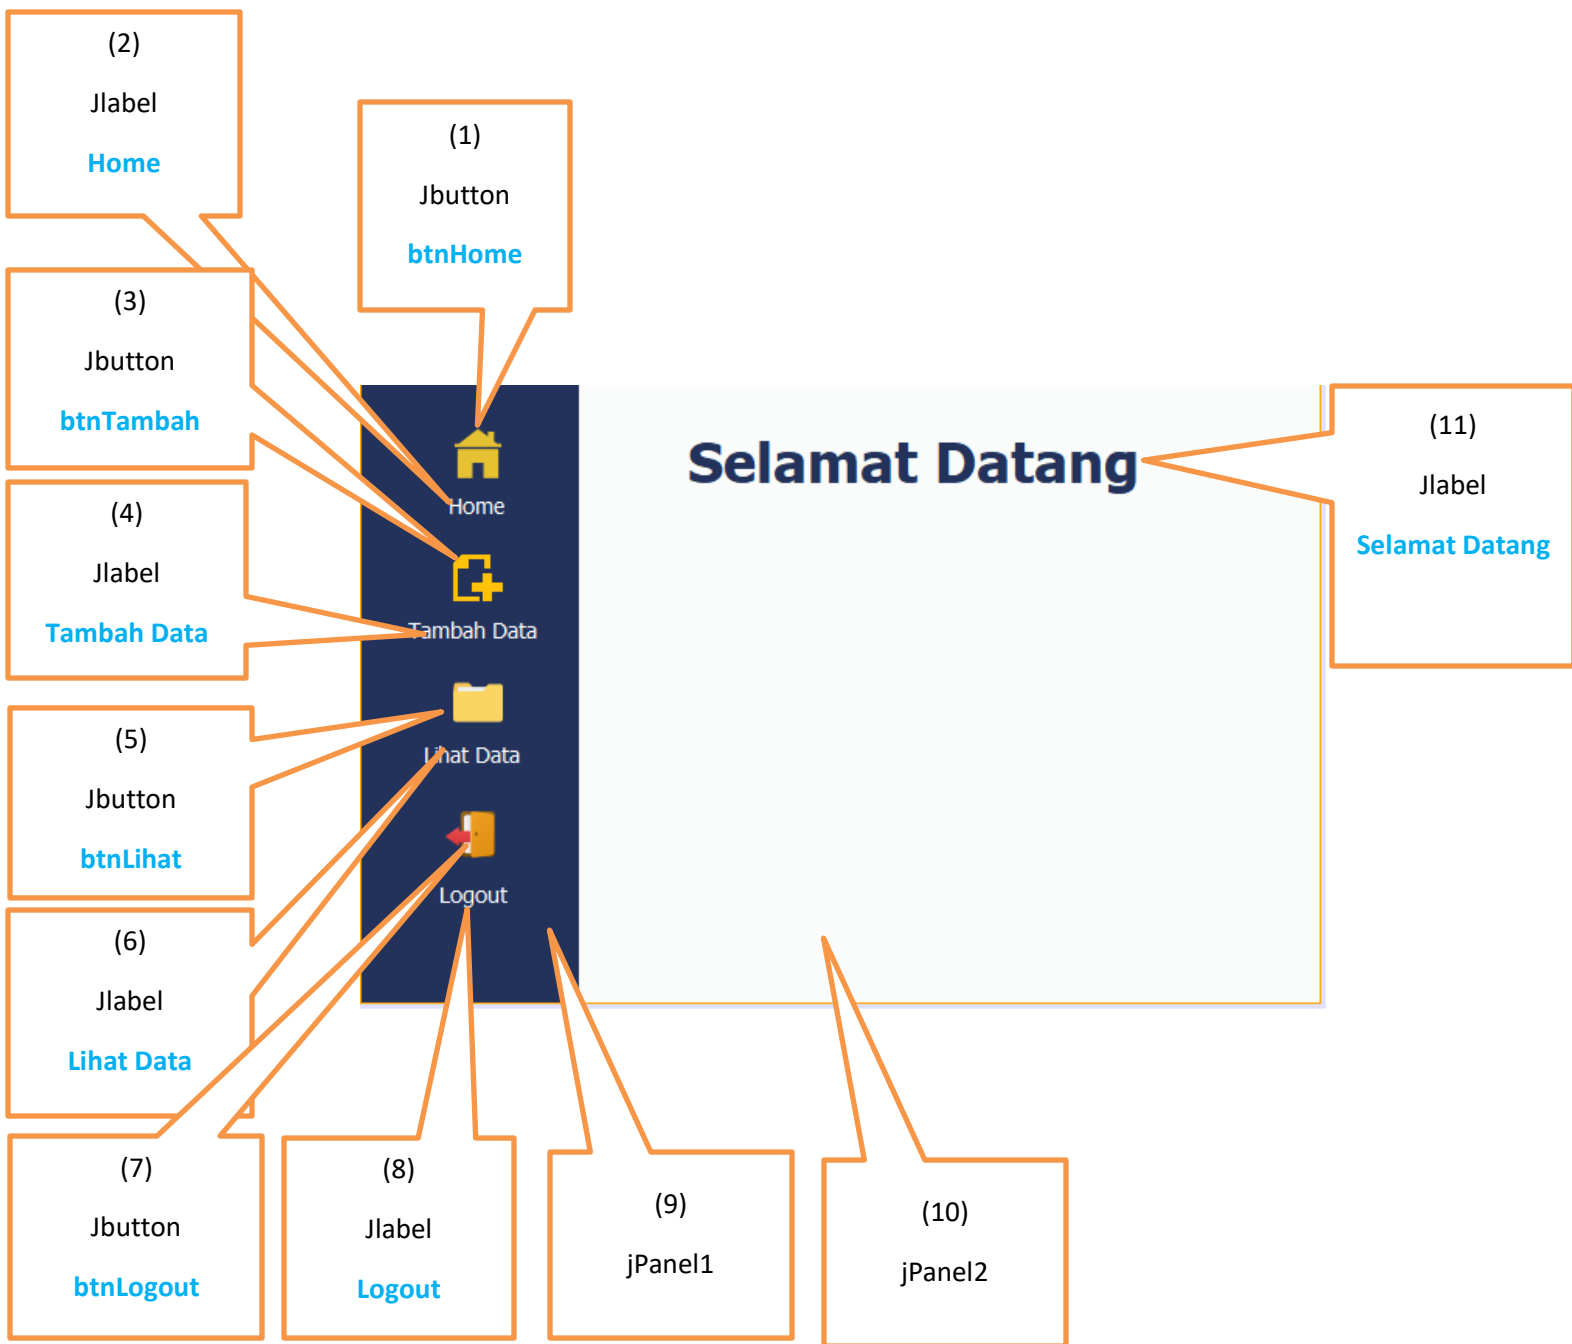 (2)
Jlabel
Home
(1)
Jbutton
btnHome
(3)
Jbutton
btnTambah
(4)
Jlabel
Tambah Data
(5)
Jbutton
btnLihat
(6)
Jlabel
Lihat Data
(7)
Jbutton
btnLogout
(8)
Jlabel
Logout
(9)
jPanel1
(10)
jPanel2
(11)
Jlabel
Selamat Datang
Home
Tambah Data
Lihat Data
Logout
Selamat Datang